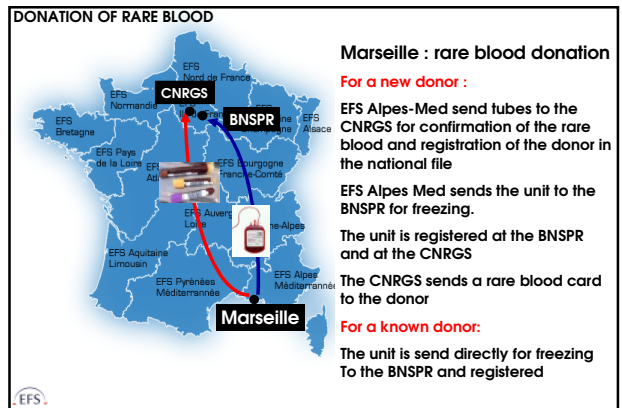 DONATION OF RARE BLOOD
Marseille : rare blood donation
For a new donor :
EFS Alpes-Med send tubes to the
CNRGS for confirmation of the rare
blood and registration of the donor in
the national file
EFS Alpes Med sends the unit to the
BNSPR for freezing.
The unit is registered at the BNSPR
and at the CNRGS
The CNRGS sends a rare blood card
to the donor
For a known donor:
The unit is send directly for freezing
To the BNSPR and registered
EFS
Nord de France
CNRGS
EFS
Normandie
BNSPR
EFS
Bretagne
EFS
Alsace
EFS Pays
de la Loire
EFS Bourgogne
Franche-Comté
EFS
Loire
EFS Aquitaine
Limousin
EFS Pyrénées
Méditerrannée
EFS Alpes
Méditerrannée
Marseille
EFS